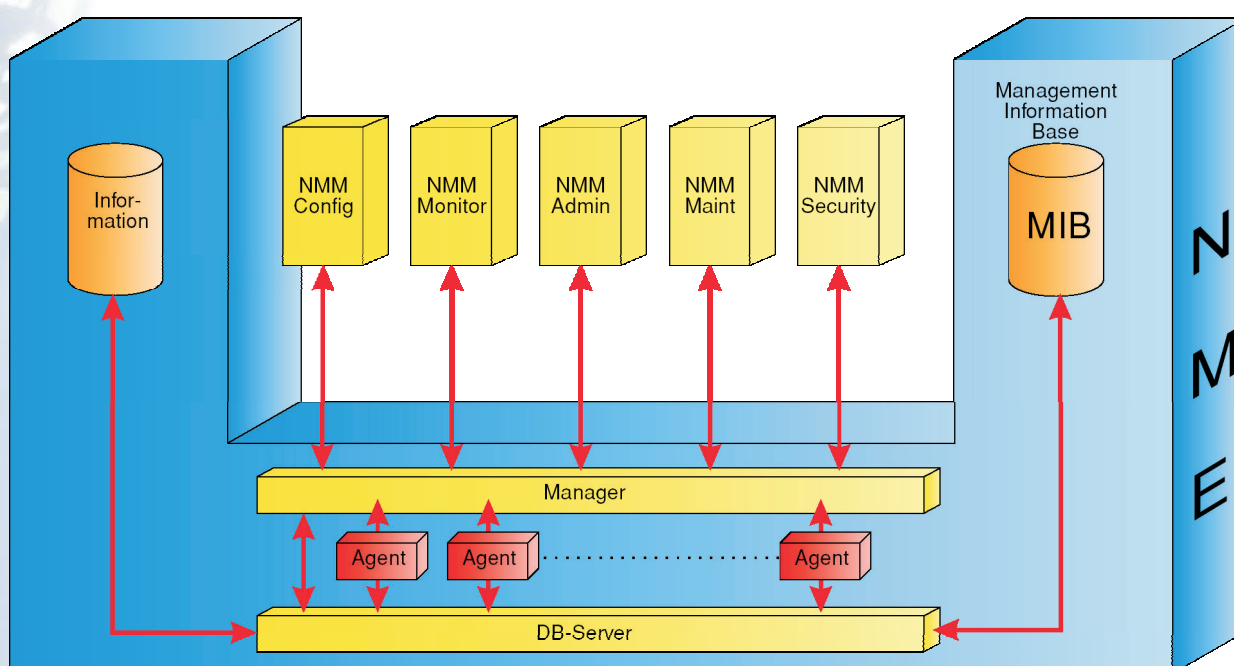 Management
Information
Base
Infor-
mation
NMM
Config
NMM
Monitor
NMM
Admin
NMM
Maint
NMM
Security
MIB
N
M
E
Manager
Agent
Agent
Agent
DB-Server